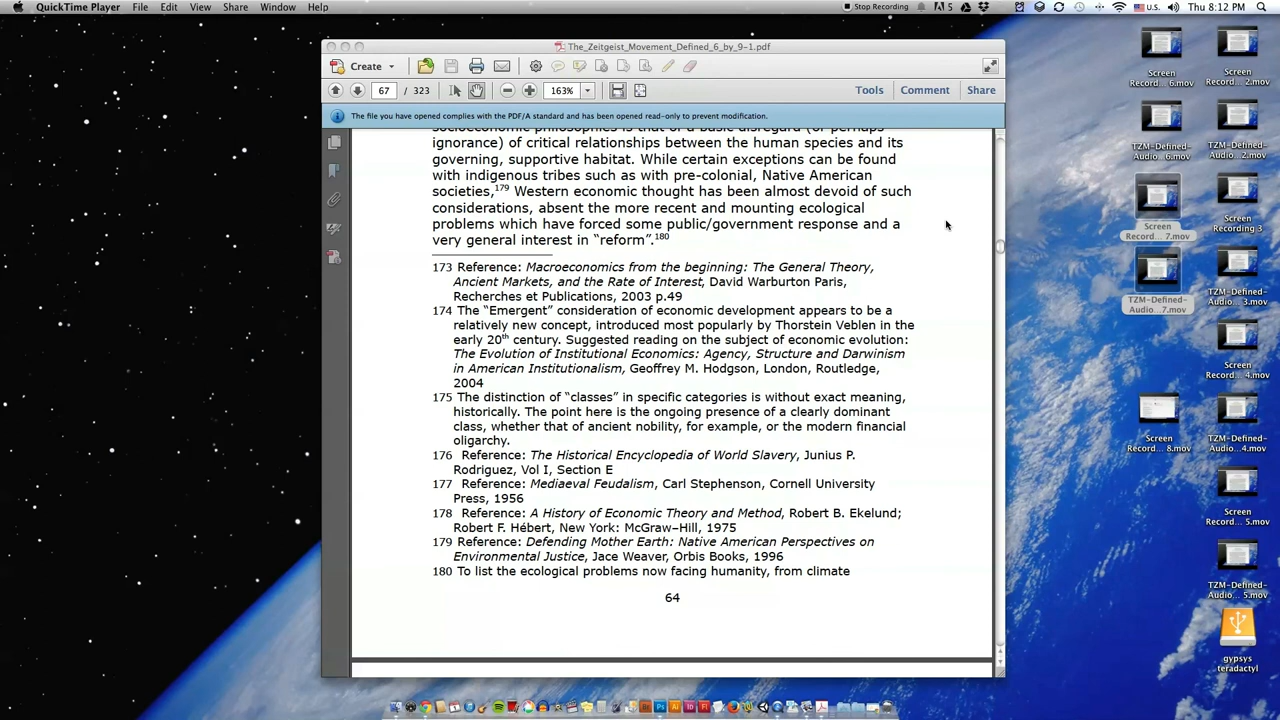 QuickTime Player File Edit View Share Window Help
Stop Recording 5 U.S. Thu 8:12 PM
The_Zeitgeist_Movement_Defined_6_by_9-1.pdf
Create
67 / 323 163% Tools Comment Share
The file you have opened complies with the PDF/A standard and has been opened read-only to prevent modification.
socioeconomic philosophies is that of a basic disregard (or perhaps
ignorance) of critical relationships between the human species and its
governing, supportive habitat. While certain exceptions can be found
with indigenous tribes such as with pre-colonial, Native American
societies,179 Western economic thought has been almost devoid of such
considerations, absent the more recent and mounting ecological
problems which have forced some public/government response and a
very general interest in “reform”.180
173 Reference: Macroeconomics from the beginning: The General Theory,
Ancient Markets, and the Rate of Interest, David Warburton Paris,
Recherches et Publications, 2003 p.49
174 The “Emergent” consideration of economic development appears to be a
relatively new concept, introduced most popularly by Thorstein Veblen in the
early 20th century. Suggested reading on the subject of economic evolution:
The Evolution of Institutional Economics: Agency, Structure and Darwinism
in American Institutionalism, Geoffrey M. Hodgson, London, Routledge,
2004
175 The distinction of “classes” in specific categories is without exact meaning,
historically. The point here is the ongoing presence of a clearly dominant
class, whether that of ancient nobility, for example, or the modern financial
oligarchy.
176 Reference: The Historical Encyclopedia of World Slavery, Junius P.
Rodriguez, Vol I, Section E
177 Reference: Mediaeval Feudalism, Carl Stephenson, Cornell University
Press, 1956
178 Reference: A History of Economic Theory and Method, Robert B. Ekelund;
Robert F. Hébert, New York: McGraw–Hill, 1975
179 Reference: Defending Mother Earth: Native American Perspectives on
Environmental Justice, Jace Weaver, Orbis Books, 1996
180 To list the ecological problems now facing humanity, from climate
64
Screen
Record... 6.mov
Screen
Record... 2.mov
TZM-Defined-
Audio... 6.mov
TZM-Defined-
Audio... 2.mov
Screen
Record... 7.mov
Screen
Recording 3
TZM-Defined-
Audio... 7.mov
TZM-Defined-
Audio... 3.mov
Screen
Record... 4.mov
Screen
Record... 8.mov
TZM-Defined-
Audio... 4.mov
Screen
Record... 5.mov
TZM-Defined-
Audio... 5.mov
gypsys
teradactyl